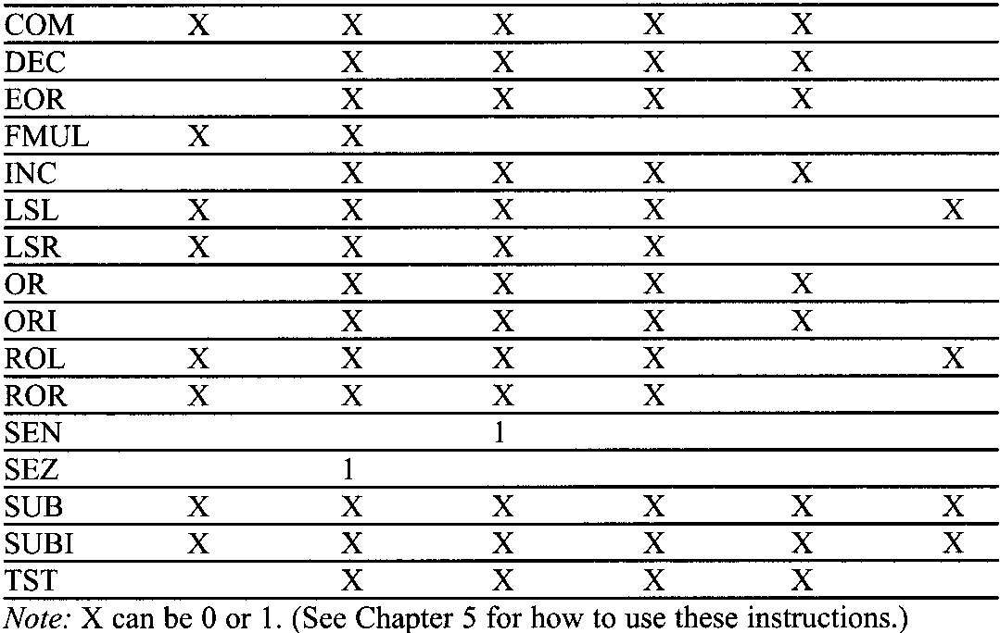 COM X X X X X
DEC X X X X
EOR X X X X
FMUL X X
INC X X X X
LSL X X X X X
LSR X X X X
OR X X X X
ORI X X X X
ROL X X X X X
ROR X X X X
SEN 1
SEZ 1
SUB X X X X X X
SUBI X X X X X X
TST X X X X
Note: X can be 0 or 1. (See Chapter 5 for how to use these instructions.)